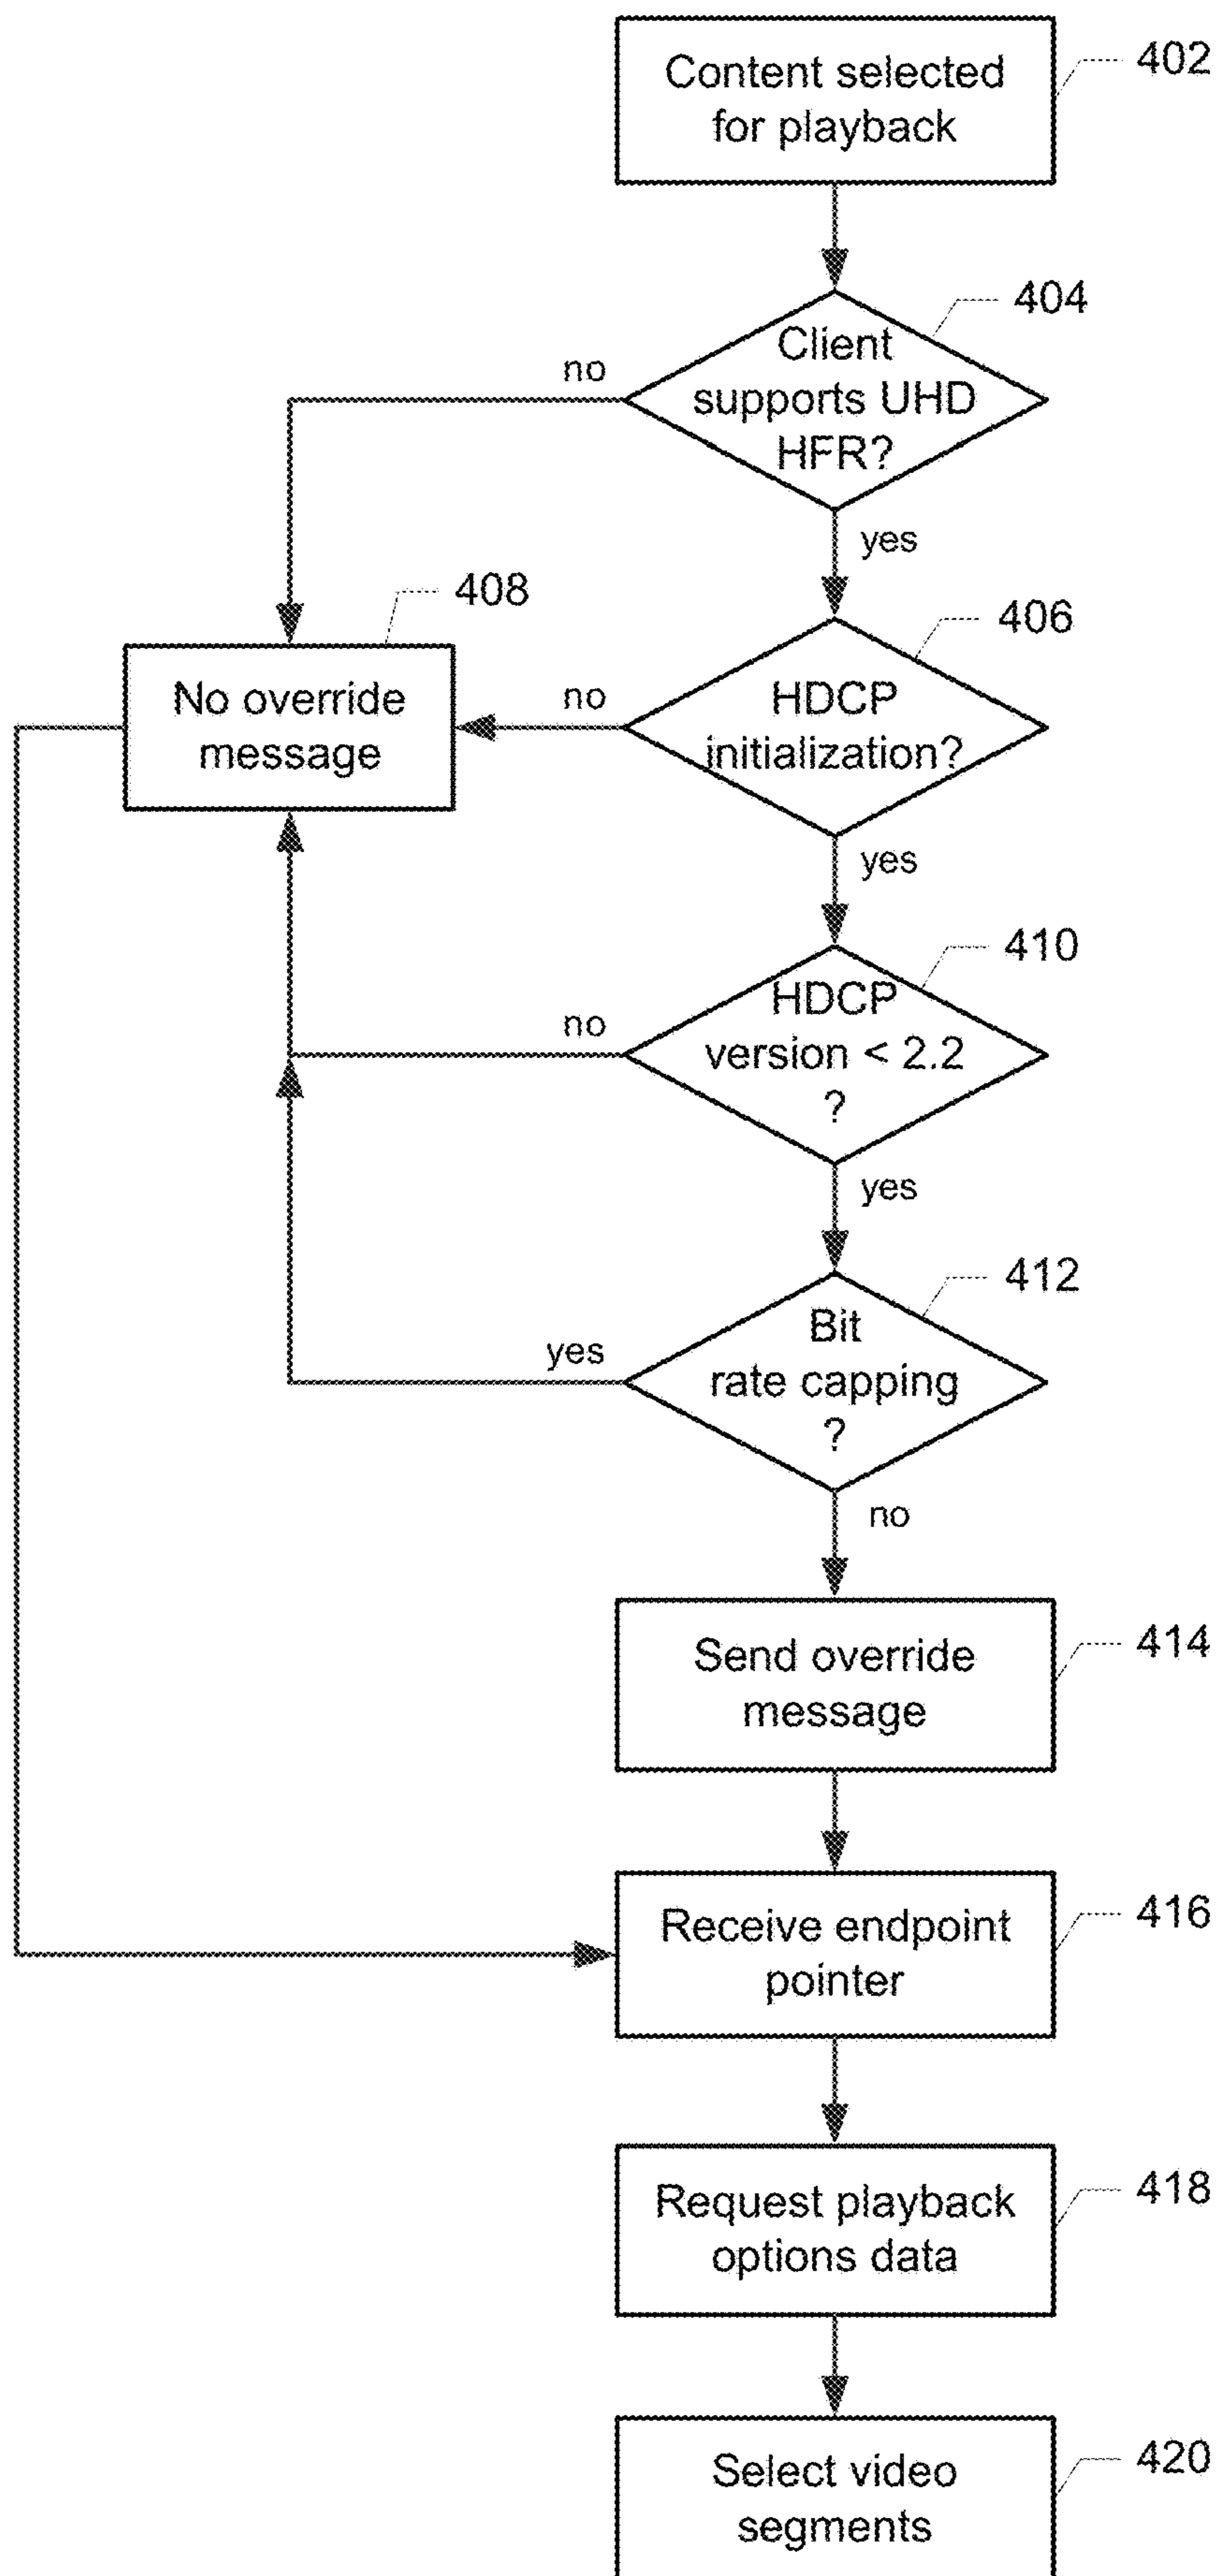 Content selected
for playback
402
404
Client
supports UHD
HFR?
no
yes
408
No override
message
406
HDCP
initialization?
no
yes
410
HDCP
version < 2.2
?
no
yes
412
Bit
rate capping
?
yes
no
Send override
message
414
Receive endpoint
pointer
416
Request playback
options data
418
Select video
segments
420